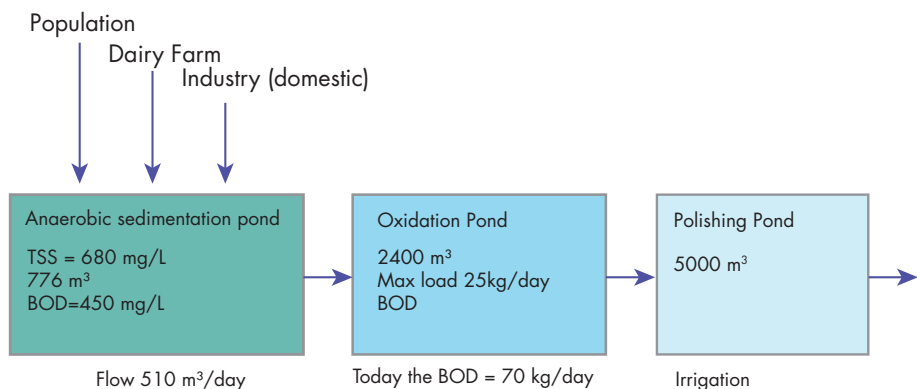 Population
Dairy Farm
Industry (domestic)
Anaerobic sedimentation pond
TSS = 680 mg/L
776 m³
BOD=450 mg/L
Oxidation Pond
2400 m³
Max load 25kg/day
BOD
Polishing Pond
5000 m³
Flow 510 m³/day
Today the BOD = 70 kg/day
Irrigation